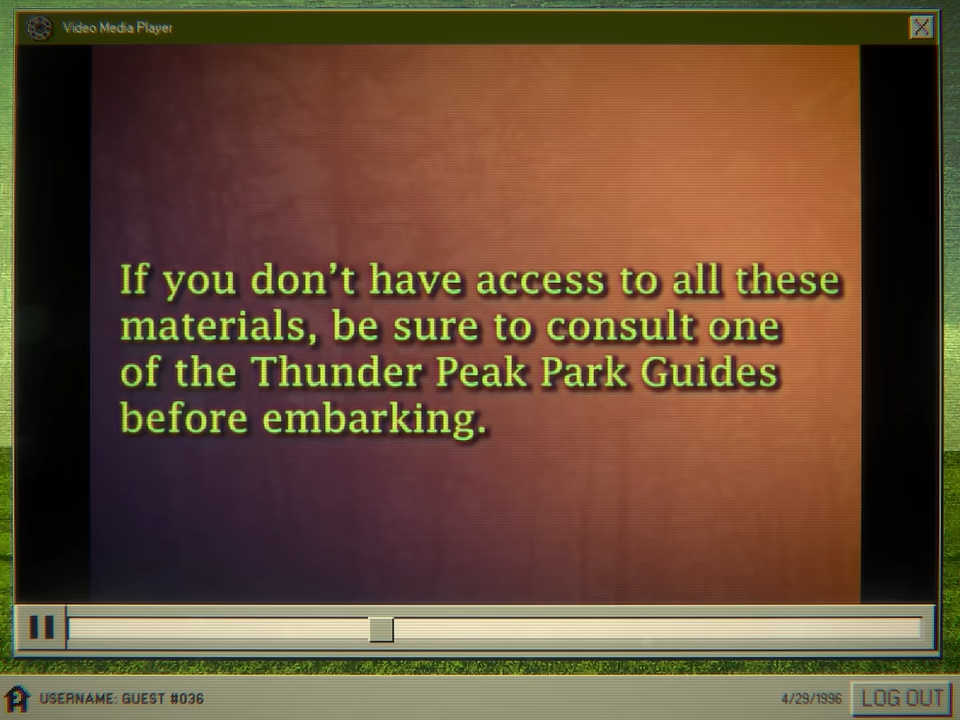 Video Media Player
If you don't have access to all these
materials, be sure to consult one
of the Thunder Peak Park Guides
before embarking.
USERNAME: GUEST #036
4/29/1996
LOG OUT